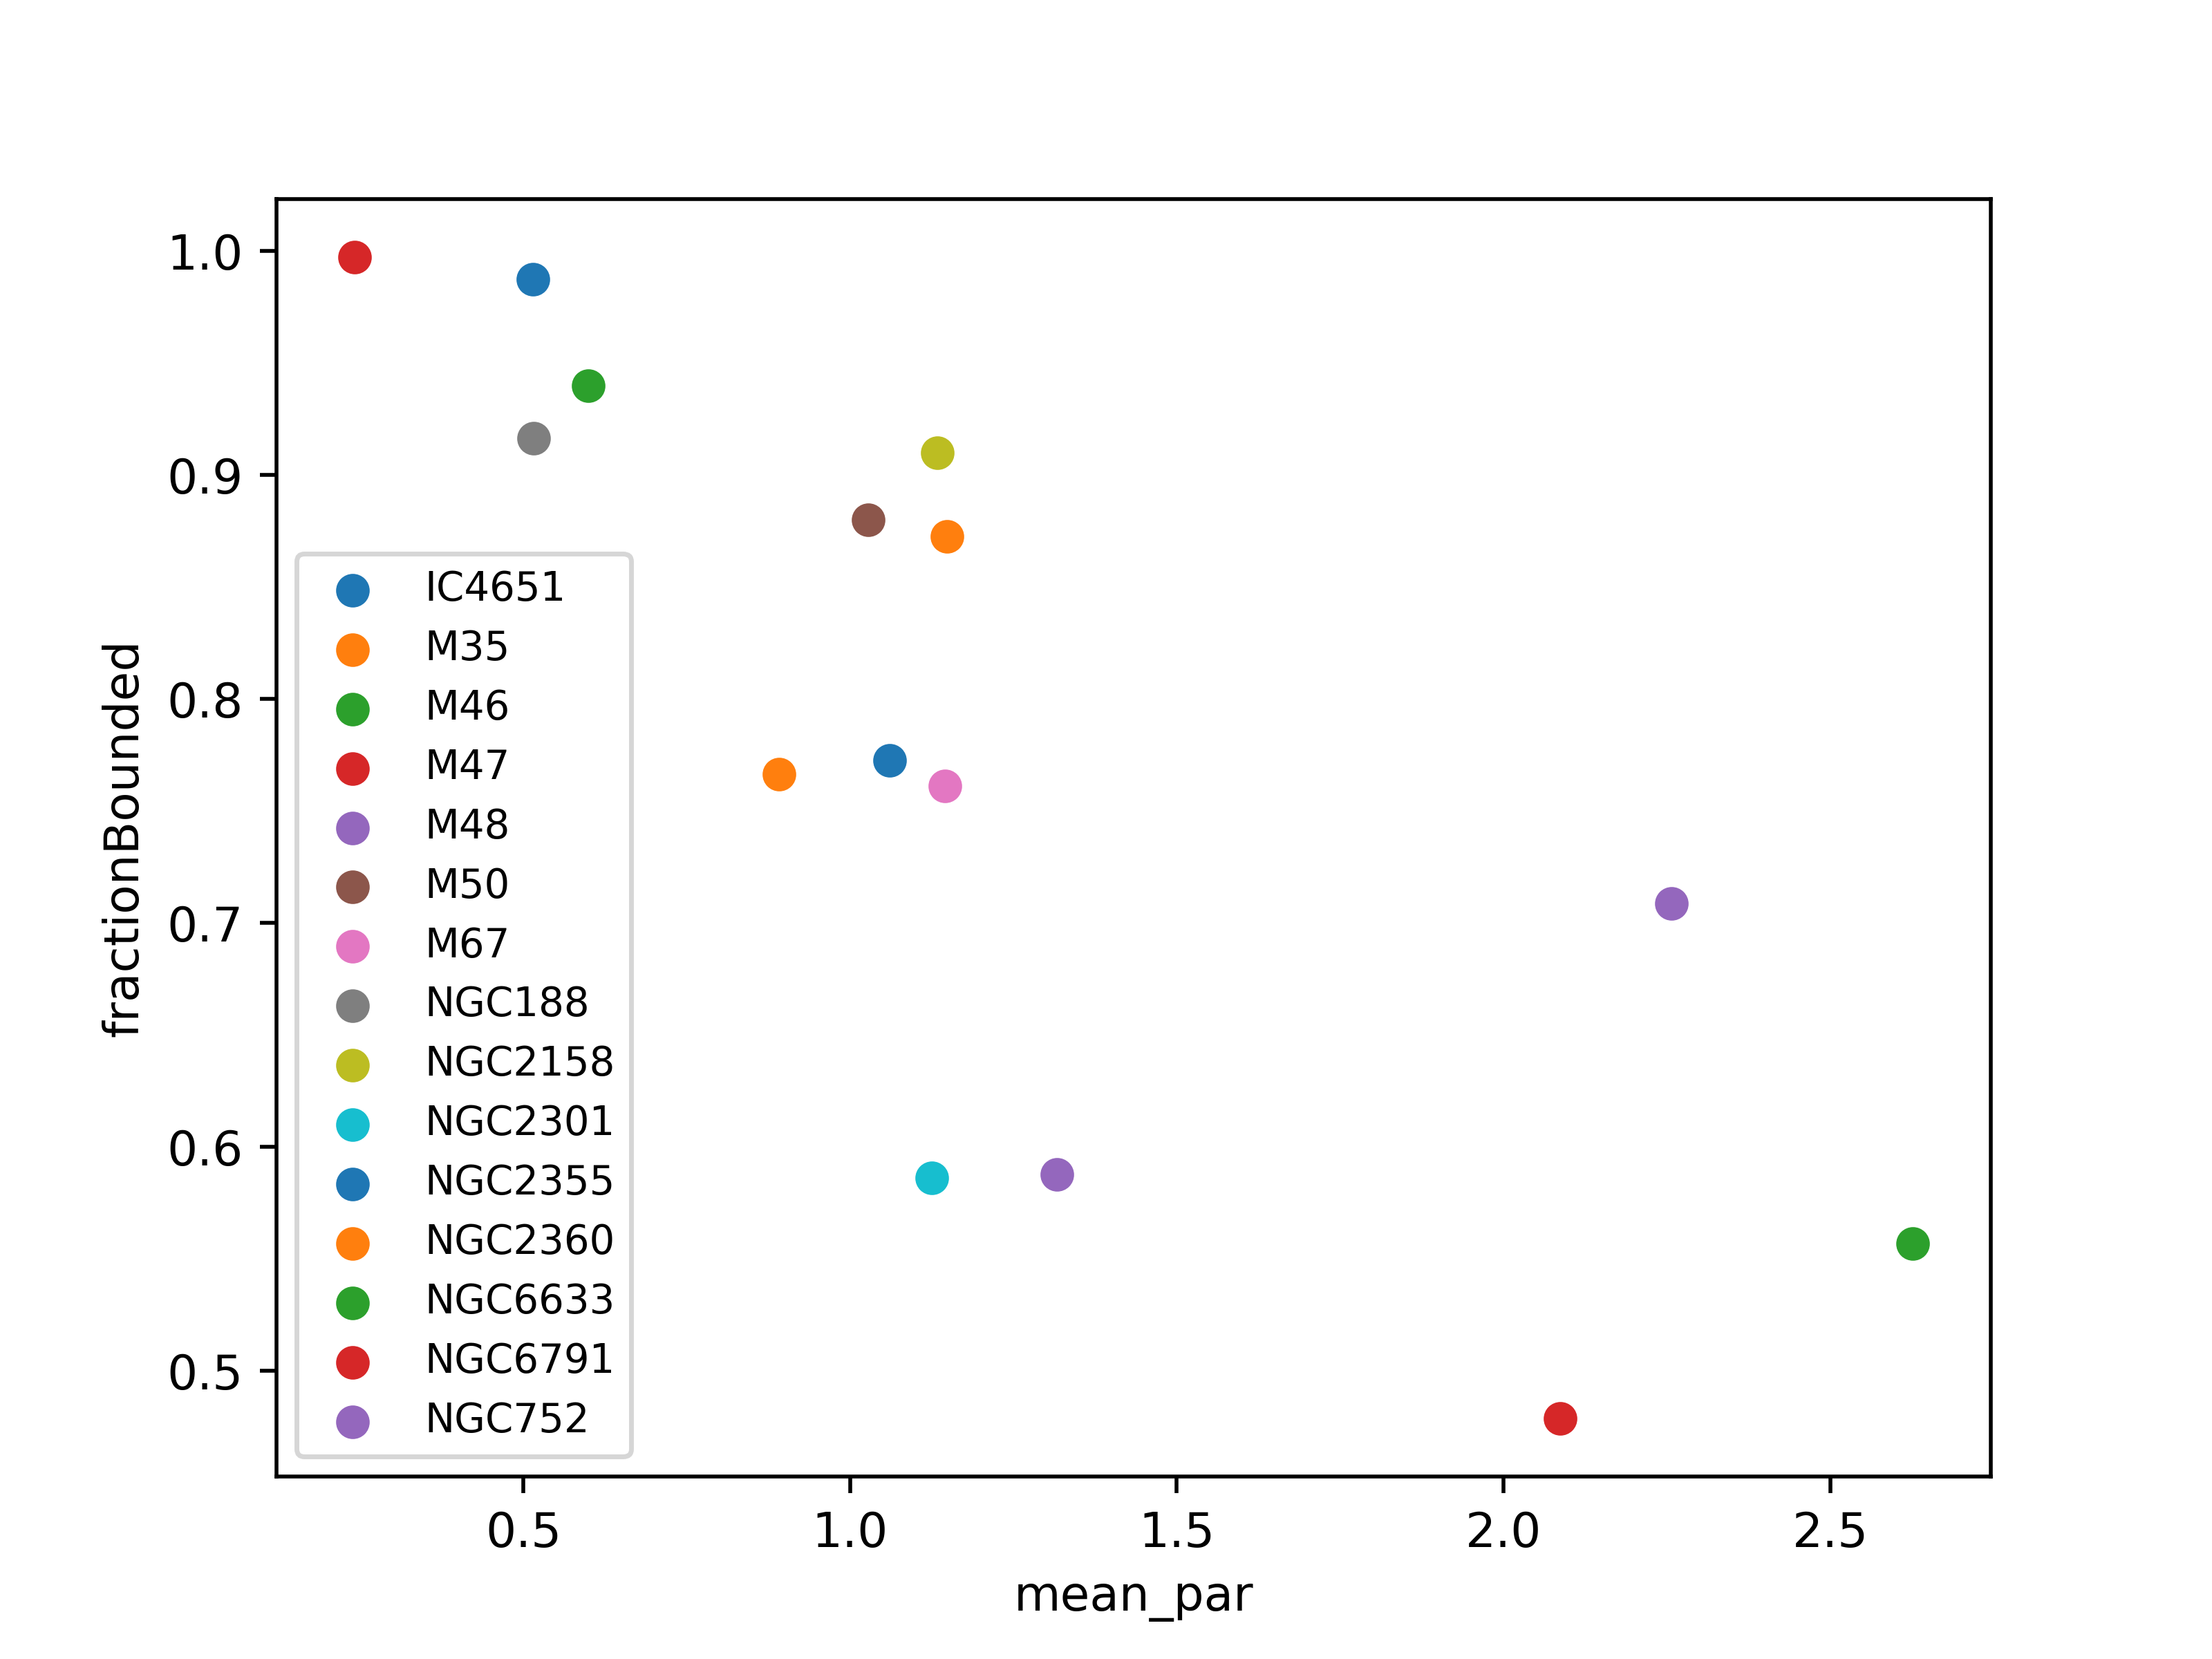 1.0
0.9
0.8
0.7
0.6
0.5
fractionBounded
IC4651
M35
M46
M47
M48
M50
M67
NGC188
NGC2158
NGC2301
NGC2355
NGC2360
NGC6633
NGC6791
NGC752
0.5 1.0 1.5 2.0 2.5
mean_par